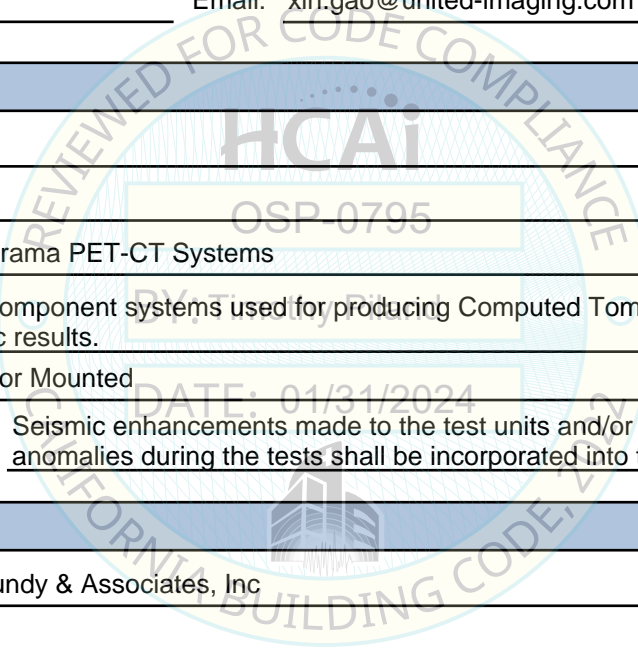 Email: xin.gao@united-imaging.com
REVIEWED FOR CODE COMPLIANCE
HCAi
OSP-0795
rama PET-CT Systems
omponent systems used for producing Computed Tom
BY: Timothy Piland
c results.
or Mounted
DATE: 01/31/2024
Seismic enhancements made to the test units and/or
anomalies during the tests shall be incorporated into
undy & Associates, Inc
CALIFORNIA BUILDING CODE, 2022